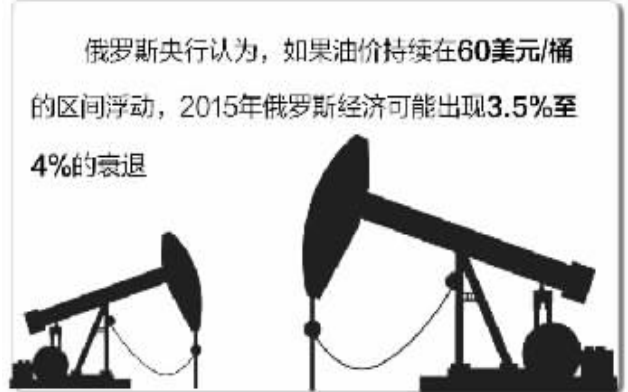 俄罗斯央行认为，如果油价持续在60美元/桶
的区间浮动，2015年俄罗斯经济可能出现3.5%至
4%的衰退